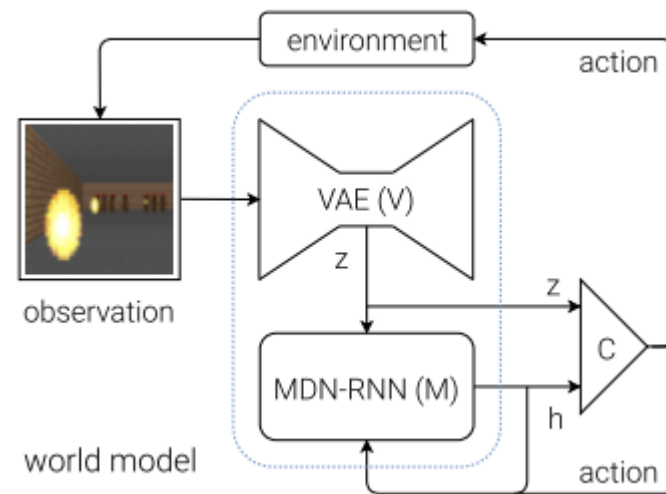 environment
action
VAE (V)
z
z
observation
C
MDN-RNN (M)
h
world model
action